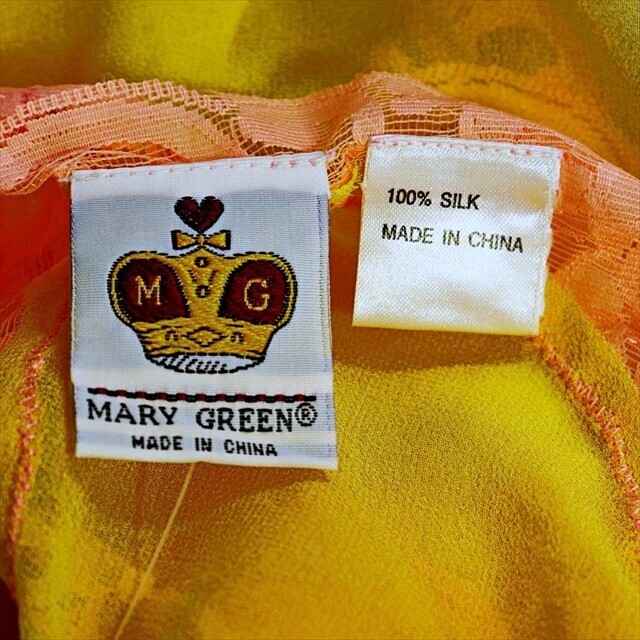 M G
MARY GREEN®
MADE IN CHINA
100% SILK
MADE IN CHINA